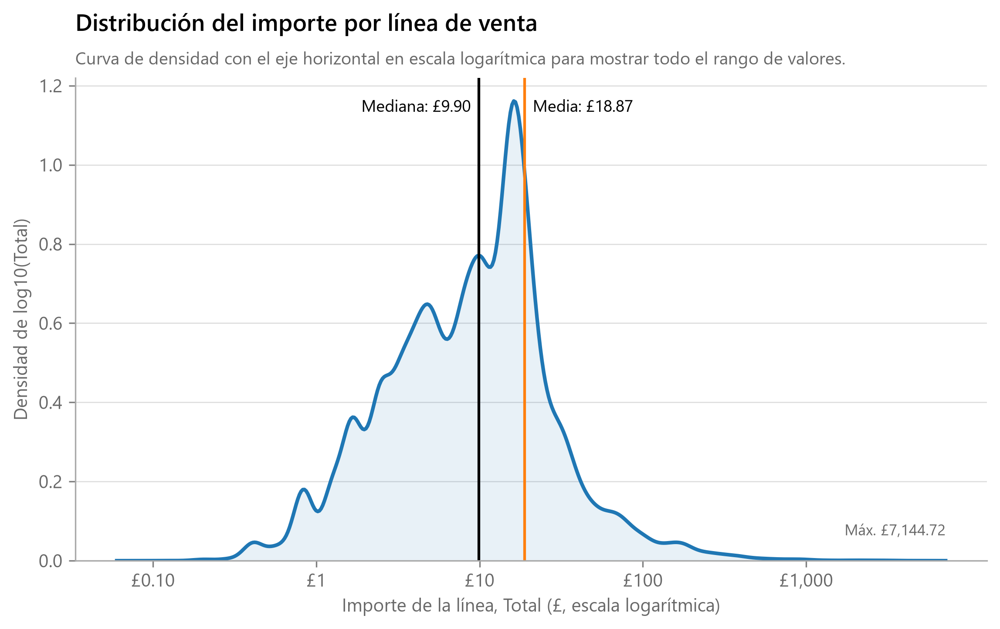 Distribución del importe por línea de venta
Curva de densidad con el eje horizontal en escala logarítmica para mostrar todo el rango de valores.
1.2
1.0
0.8
0.6
0.4
0.2
0.0
Densidad de log10(Total)
Mediana: £9.90
Media: £18.87
Máx. £7,144.72
£0.10
£1
£10
£100
£1,000
Importe de la línea, Total (£, escala logarítmica)